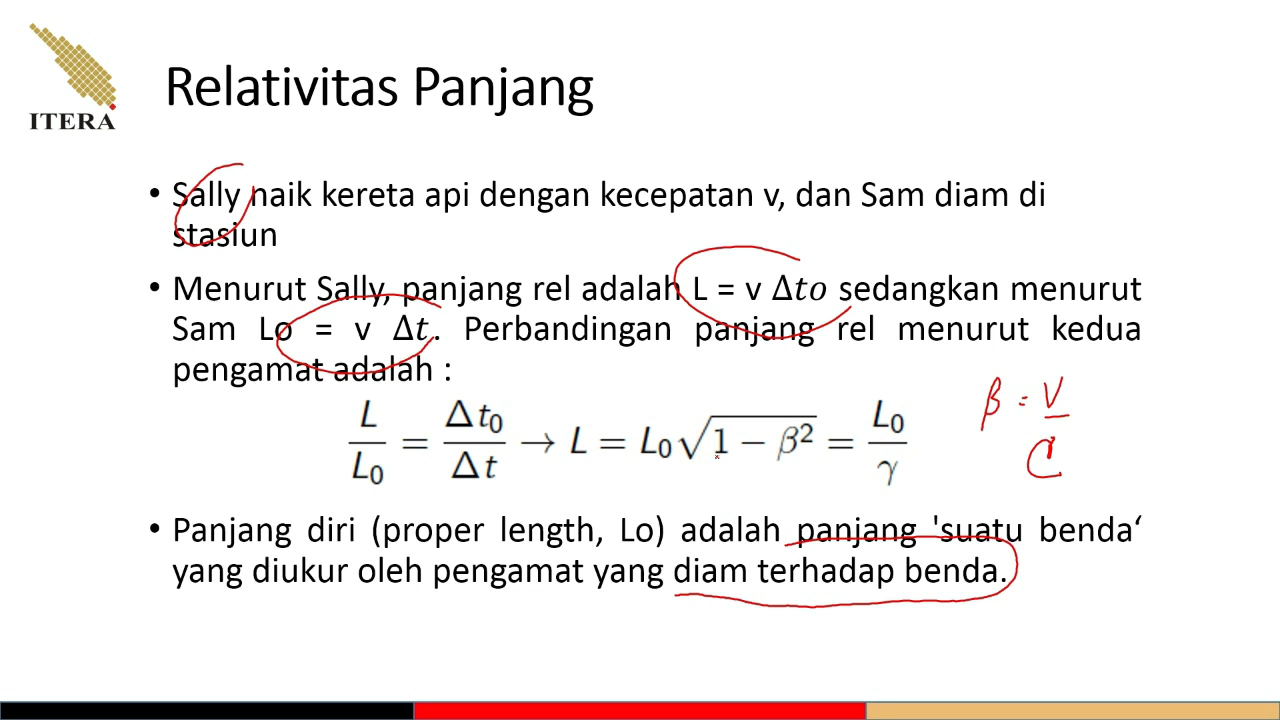 ITERA
Relativitas Panjang
• Sally naik kereta api dengan kecepatan v, dan Sam diam di
stasiun
• Menurut Sally, panjang rel adalah L = v Δto sedangkan menurut
Sam Lo = v Δt. Perbandingan panjang rel menurut kedua
pengamat adalah :
L/L₀ = Δt₀/Δt → L = L₀√(1 − β²) = L₀/γ
β = v/c
• Panjang diri (proper length, Lo) adalah panjang 'suatu benda‘
yang diukur oleh pengamat yang diam terhadap benda.